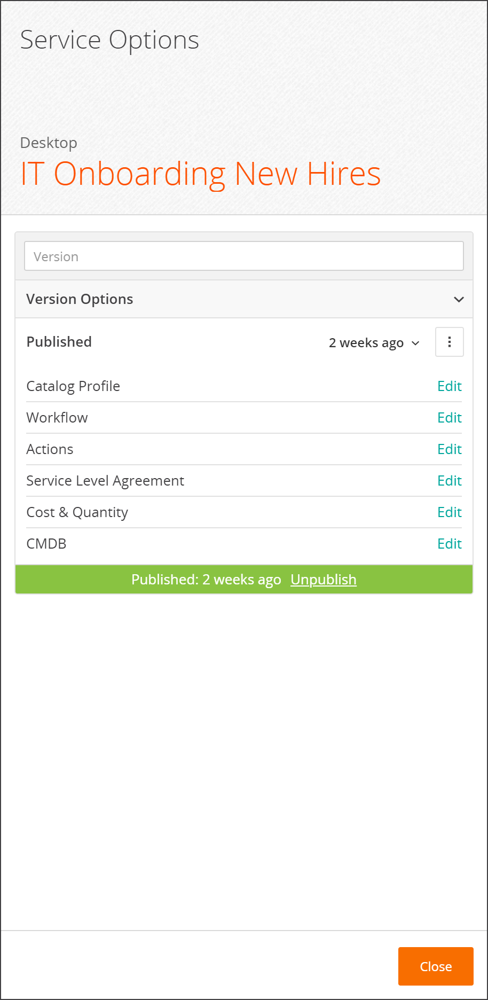 Service Options
Desktop
IT Onboarding New Hires
Version
Version Options
Published 2 weeks ago
Catalog Profile Edit
Workflow Edit
Actions Edit
Service Level Agreement Edit
Cost & Quantity Edit
CMDB Edit
Published: 2 weeks ago Unpublish
Close